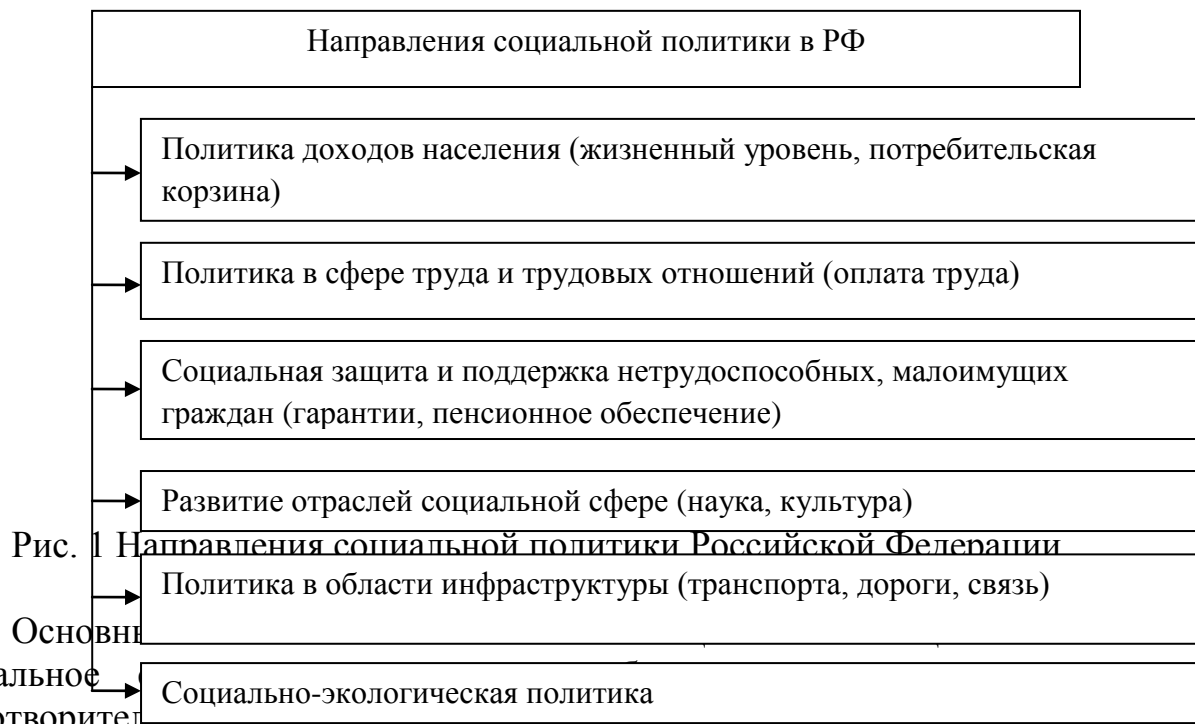 Направления социальной политики в РФ
Политика доходов населения (жизненный уровень, потребительская
корзина)
Политика в сфере труда и трудовых отношений (оплата труда)
Социальная защита и поддержка нетрудоспособных, малоимущих
граждан (гарантии, пенсионное обеспечение)
Развитие отраслей социальной сфере (наука, культура)
Рис. 1 Направления социальной политики Российской Федерации
Политика в области инфраструктуры (транспорта, дороги, связь)
Социально-экологическая политика